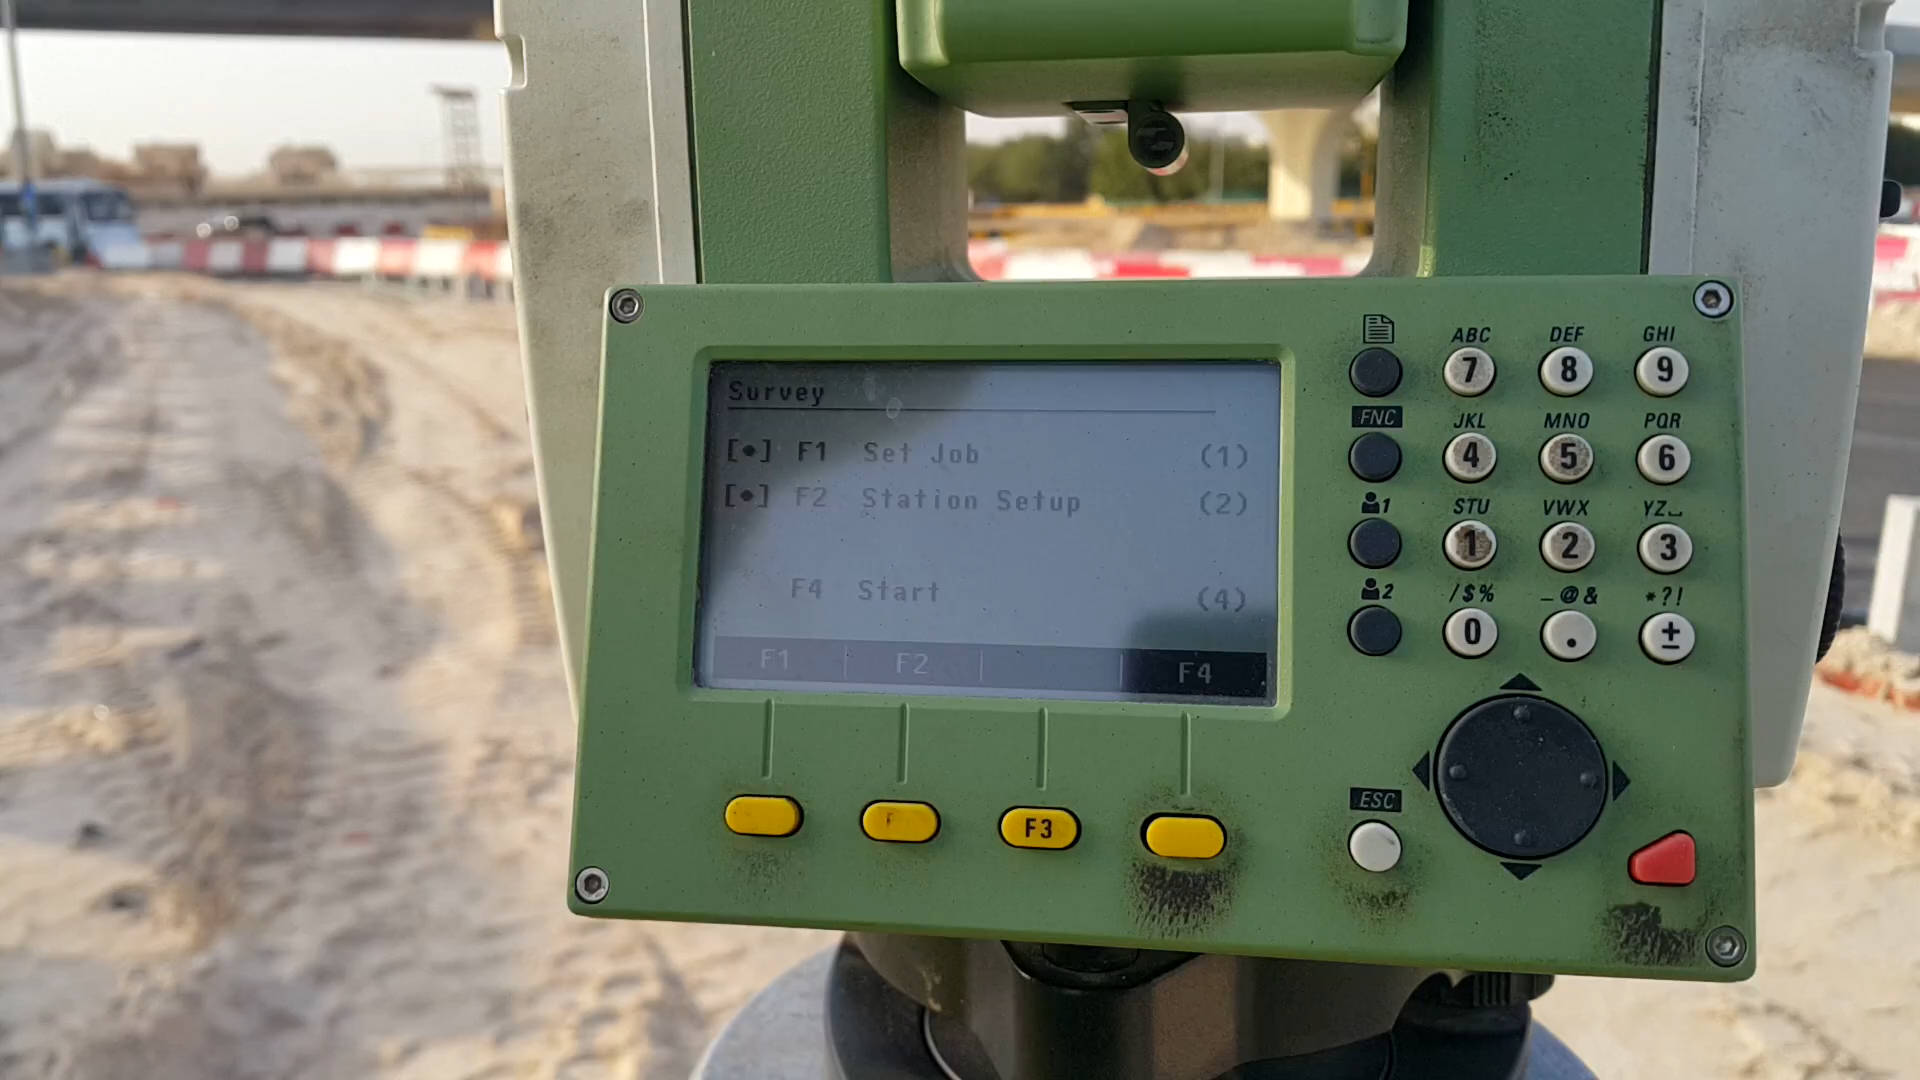 Survey
[•] F1 Set Job (1)
[•] F2 Station Setup (2)
F4 Start (4)
F1 F2 F4
F3
ABC DEF GHI
7 8 9
FNC JKL MNO PQR
4 5 6
1 STU VWX YZ⎵
1 2 3
2 /$% _@& *?!
0 . ±
ESC